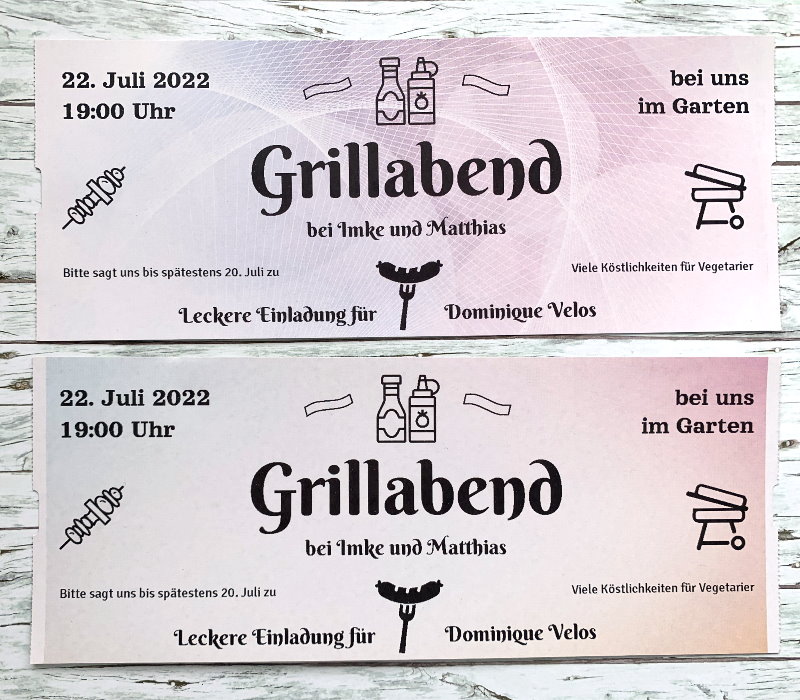 22. Juli 2022
19:00 Uhr
bei uns
im Garten
Grillabend
bei Imke und Matthias
Bitte sagt uns bis spätestens 20. Juli zu
Viele Köstlichkeiten für Vegetarier
Leckere Einladung für Dominique Velos
22. Juli 2022
19:00 Uhr
bei uns
im Garten
Grillabend
bei Imke und Matthias
Bitte sagt uns bis spätestens 20. Juli zu
Viele Köstlichkeiten für Vegetarier
Leckere Einladung für Dominique Velos